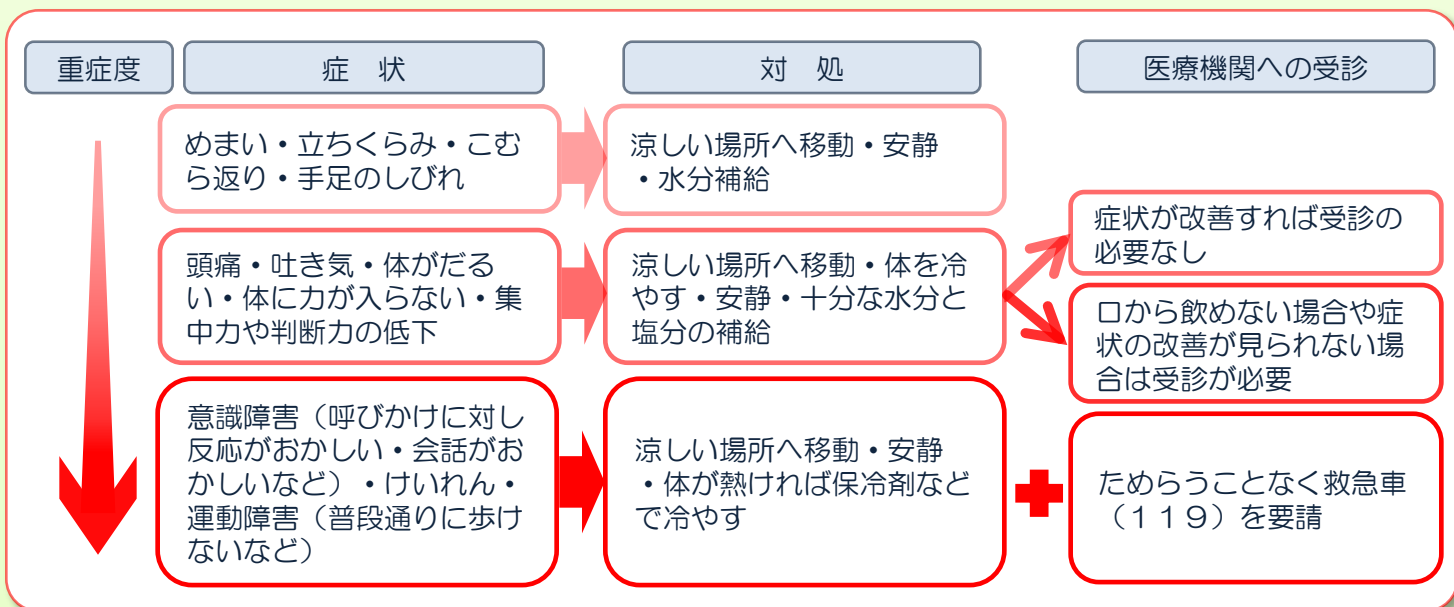 重症度
症　状
対　処
医療機関への受診
めまい・立ちくらみ・こむ
ら返り・手足のしびれ
涼しい場所へ移動・安静
・水分補給
頭痛・吐き気・体がだる
い・体に力が入らない・集
中力や判断力の低下
涼しい場所へ移動・体を冷
やす・安静・十分な水分と
塩分の補給
症状が改善すれば受診の
必要なし
口から飲めない場合や症
状の改善が見られない場
合は受診が必要
意識障害（呼びかけに対し
反応がおかしい・会話がお
かしいなど）・けいれん・
運動障害（普段通りに歩け
ないなど）
涼しい場所へ移動・安静
・体が熱ければ保冷剤など
で冷やす
ためらうことなく救急車
（１１９）を要請